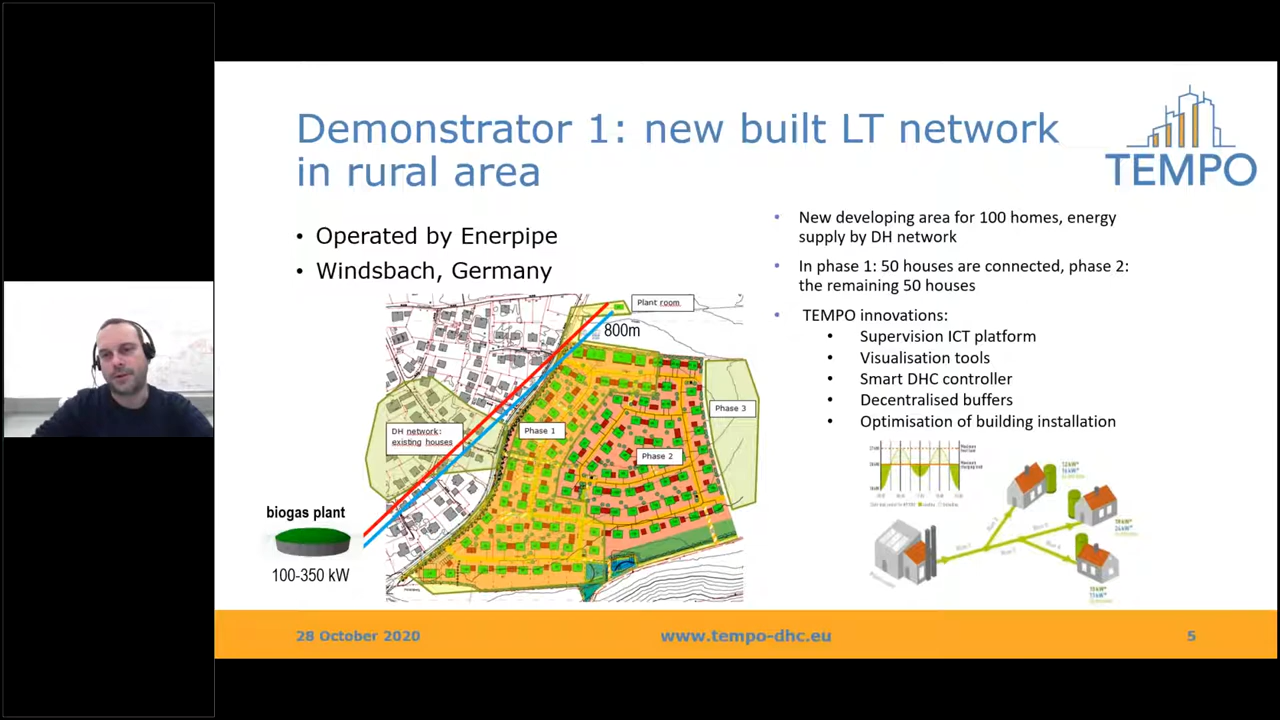 Demonstrator 1: new built LT network
in rural area
TEMPO
• Operated by Enerpipe
• Windsbach, Germany
Plant room
800m
Phase 3
Phase 1
DH network:
existing houses
Phase 2
biogas plant
100-350 kW
• New developing area for 100 homes, energy
supply by DH network
• In phase 1: 50 houses are connected, phase 2:
the remaining 50 houses
• TEMPO innovations:
• Supervision ICT platform
• Visualisation tools
• Smart DHC controller
• Decentralised buffers
• Optimisation of building installation
28 October 2020
www.tempo-dhc.eu
5